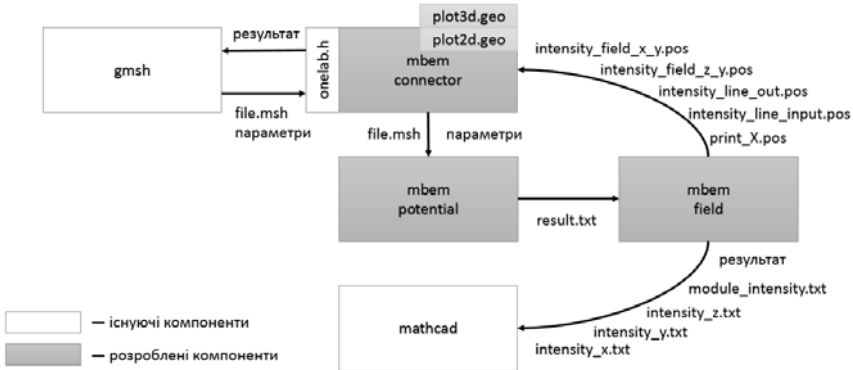 plot3d.geo
plot2d.geo
результат
gmsh
onelab.h
mbem
connector
file.msh
параметри
intensity_field_x_y.pos
intensity_field_z_y.pos
intensity_line_out.pos
intensity_line_input.pos
print_X.pos
file.msh
параметри
mbem
potential
result.txt
mbem
field
результат
module_intensity.txt
intensity_z.txt
intensity_y.txt
intensity_x.txt
mathcad
— існуючі компоненти
— розроблені компоненти